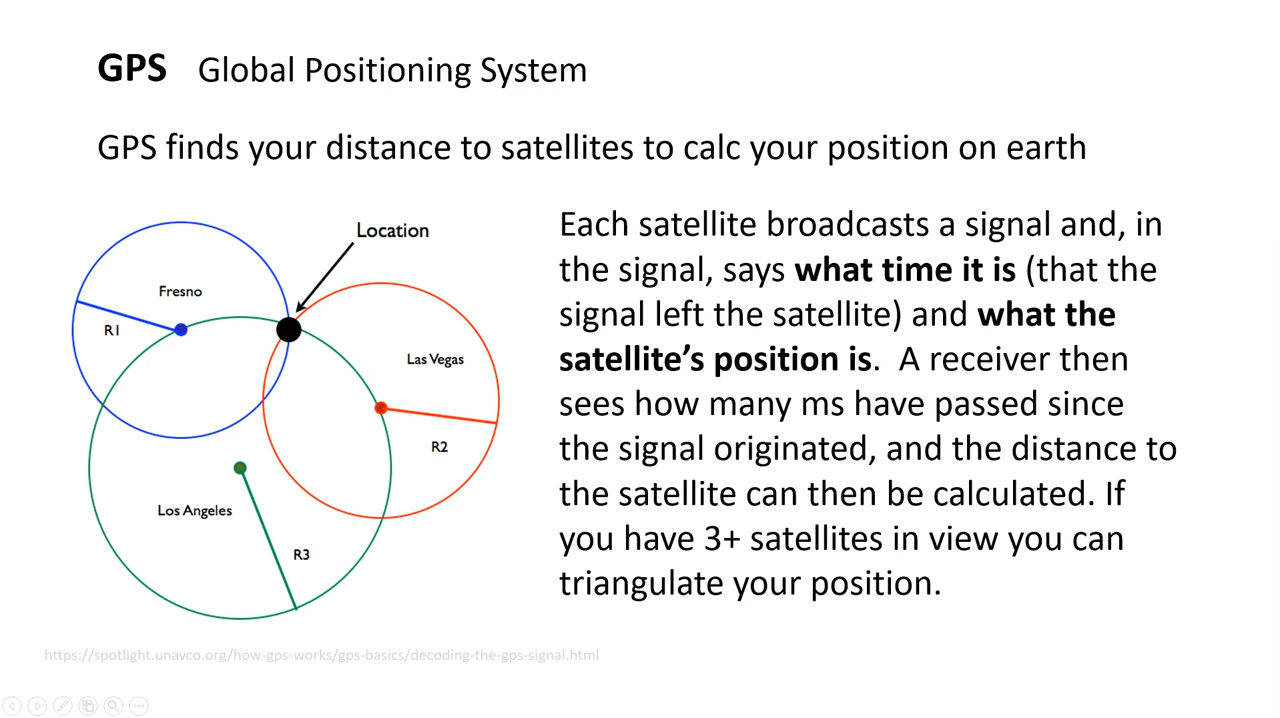 GPS Global Positioning System
GPS finds your distance to satellites to calc your position on earth
Location
Fresno
R1
Las Vegas
R2
Los Angeles
R3
Each satellite broadcasts a signal and, in
the signal, says what time it is (that the
signal left the satellite) and what the
satellite's position is. A receiver then
sees how many ms have passed since
the signal originated, and the distance to
the satellite can then be calculated. If
you have 3+ satellites in view you can
triangulate your position.
https://spotlight.unavco.org/how-gps-works/gps-basics/decoding-the-gps-signal.html